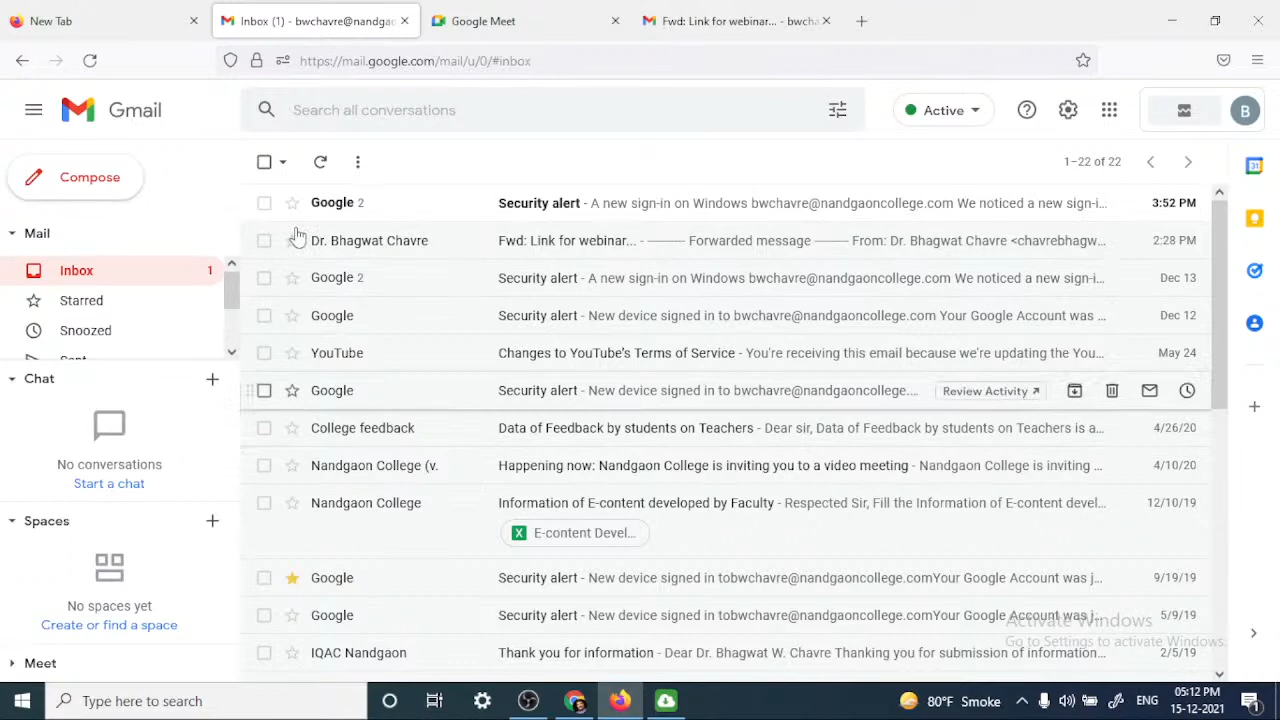 New Tab
Inbox (1) - bwchavre@nandgao
Google Meet
Fwd: Link for webinar... - bwcha
https://mail.google.com/mail/u/0/#inbox
Gmail
Search all conversations
Active
B
Compose
1–22 of 22
Mail
Inbox 1
Starred
Snoozed
Sent
Chat
No conversations
Start a chat
Spaces
No spaces yet
Create or find a space
Meet
Google 2 Security alert - A new sign-in on Windows bwchavre@nandgaoncollege.com We noticed a new sign-i... 3:52 PM
Dr. Bhagwat Chavre Fwd: Link for webinar... - ---------- Forwarded message --------- From: Dr. Bhagwat Chavre <chavrebhagw... 2:28 PM
Google 2 Security alert - A new sign-in on Windows bwchavre@nandgaoncollege.com We noticed a new sign-i... Dec 13
Google Security alert - New device signed in to bwchavre@nandgaoncollege.com Your Google Account was ... Dec 12
YouTube Changes to YouTube's Terms of Service - You're receiving this email because we're updating the You... May 24
Google Security alert - New device signed in to bwchavre@nandgaoncollege.... Review Activity
College feedback Data of Feedback by students on Teachers - Dear sir, Data of Feedback by students on Teachers is a... 4/26/20
Nandgaon College (v. Happening now: Nandgaon College is inviting you to a video meeting - Nandgaon College is inviting ... 4/10/20
Nandgaon College Information of E-content developed by Faculty - Respected Sir, Fill the Information of E-content devel... 12/10/19
E-content Devel...
Google Security alert - New device signed in tobwchavre@nandgaoncollege.comYour Google Account was j... 9/19/19
Google Security alert - New device signed in tobwchavre@nandgaoncollege.comYour Google Account was j... 5/9/19
IQAC Nandgaon Thank you for information - Dear Dr. Bhagwat W. Chavre Thanking you for submission of information... 2/5/19
Activate Windows
Go to Settings to activate Windows.
31
Type here to search
80°F Smoke
ENG
05:12 PM
15-12-2021
1